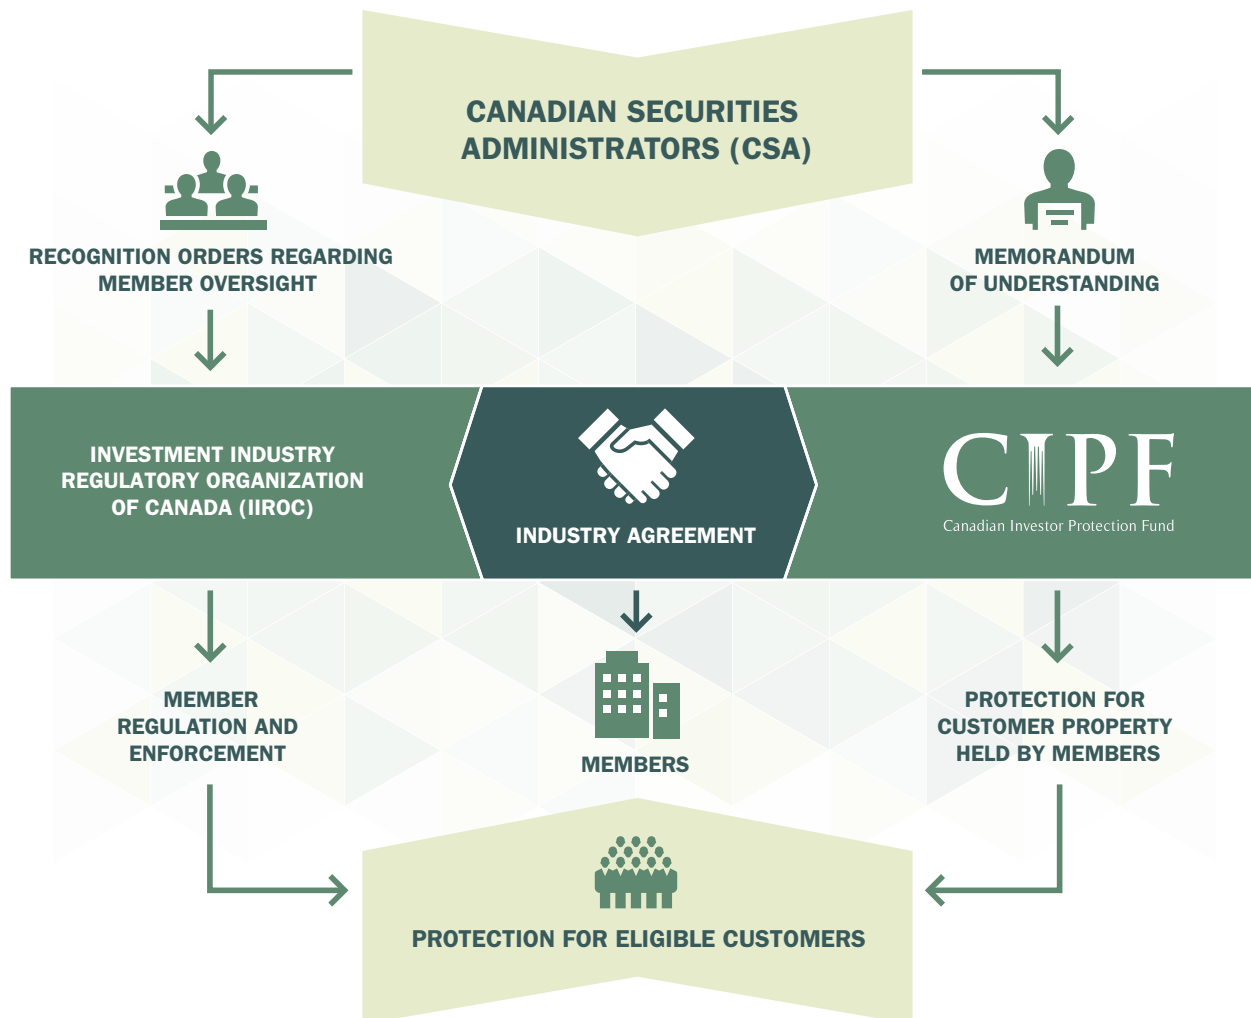 CANADIAN SECURITIES
ADMINISTRATORS (CSA)
RECOGNITION ORDERS REGARDING
MEMBER OVERSIGHT
MEMORANDUM
OF UNDERSTANDING
INVESTMENT INDUSTRY
REGULATORY ORGANIZATION
OF CANADA (IIROC)
INDUSTRY AGREEMENT
CIPF
Canadian Investor Protection Fund
MEMBER
REGULATION AND
ENFORCEMENT
MEMBERS
PROTECTION FOR
CUSTOMER PROPERTY
HELD BY MEMBERS
PROTECTION FOR ELIGIBLE CUSTOMERS